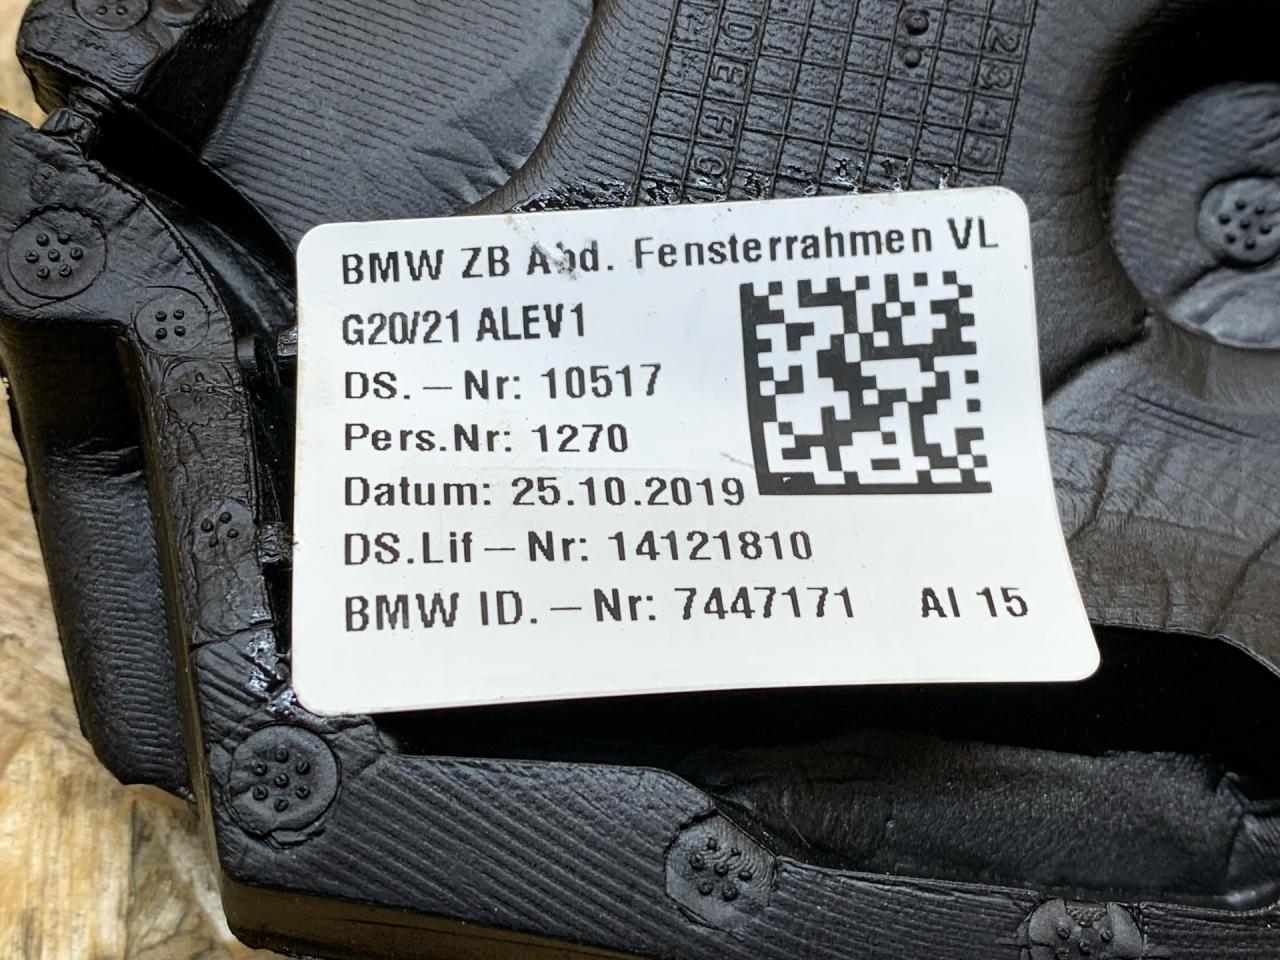 BMW ZB Abd. Fensterrahmen VL
G20/21 ALEV1
DS.–Nr: 10517
Pers.Nr: 1270
Datum: 25.10.2019
DS.Lif–Nr: 14121810
BMW ID.–Nr: 7447171 AI 15